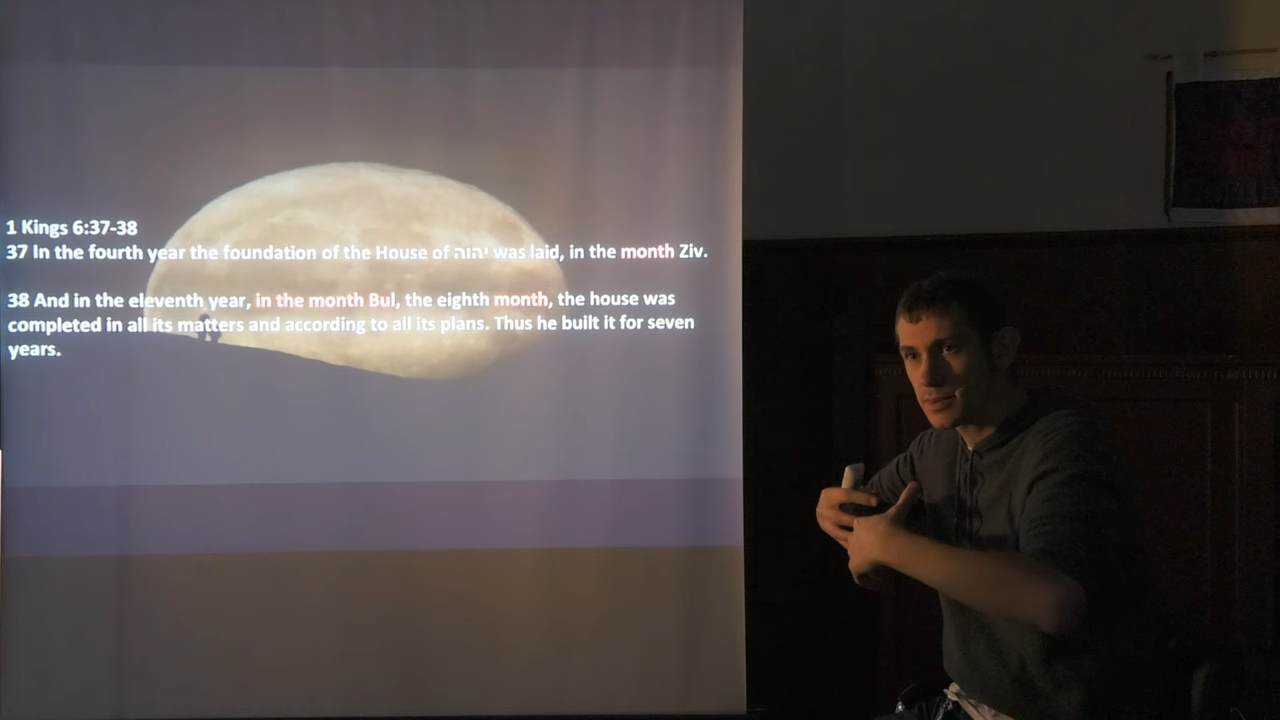 1 Kings 6:37-38
37 In the fourth year the foundation of the House of יהוה was laid, in the month Ziv.
38 And in the eleventh year, in the month Bul, the eighth month, the house was
completed in all its matters and according to all its plans. Thus he built it for seven
years.